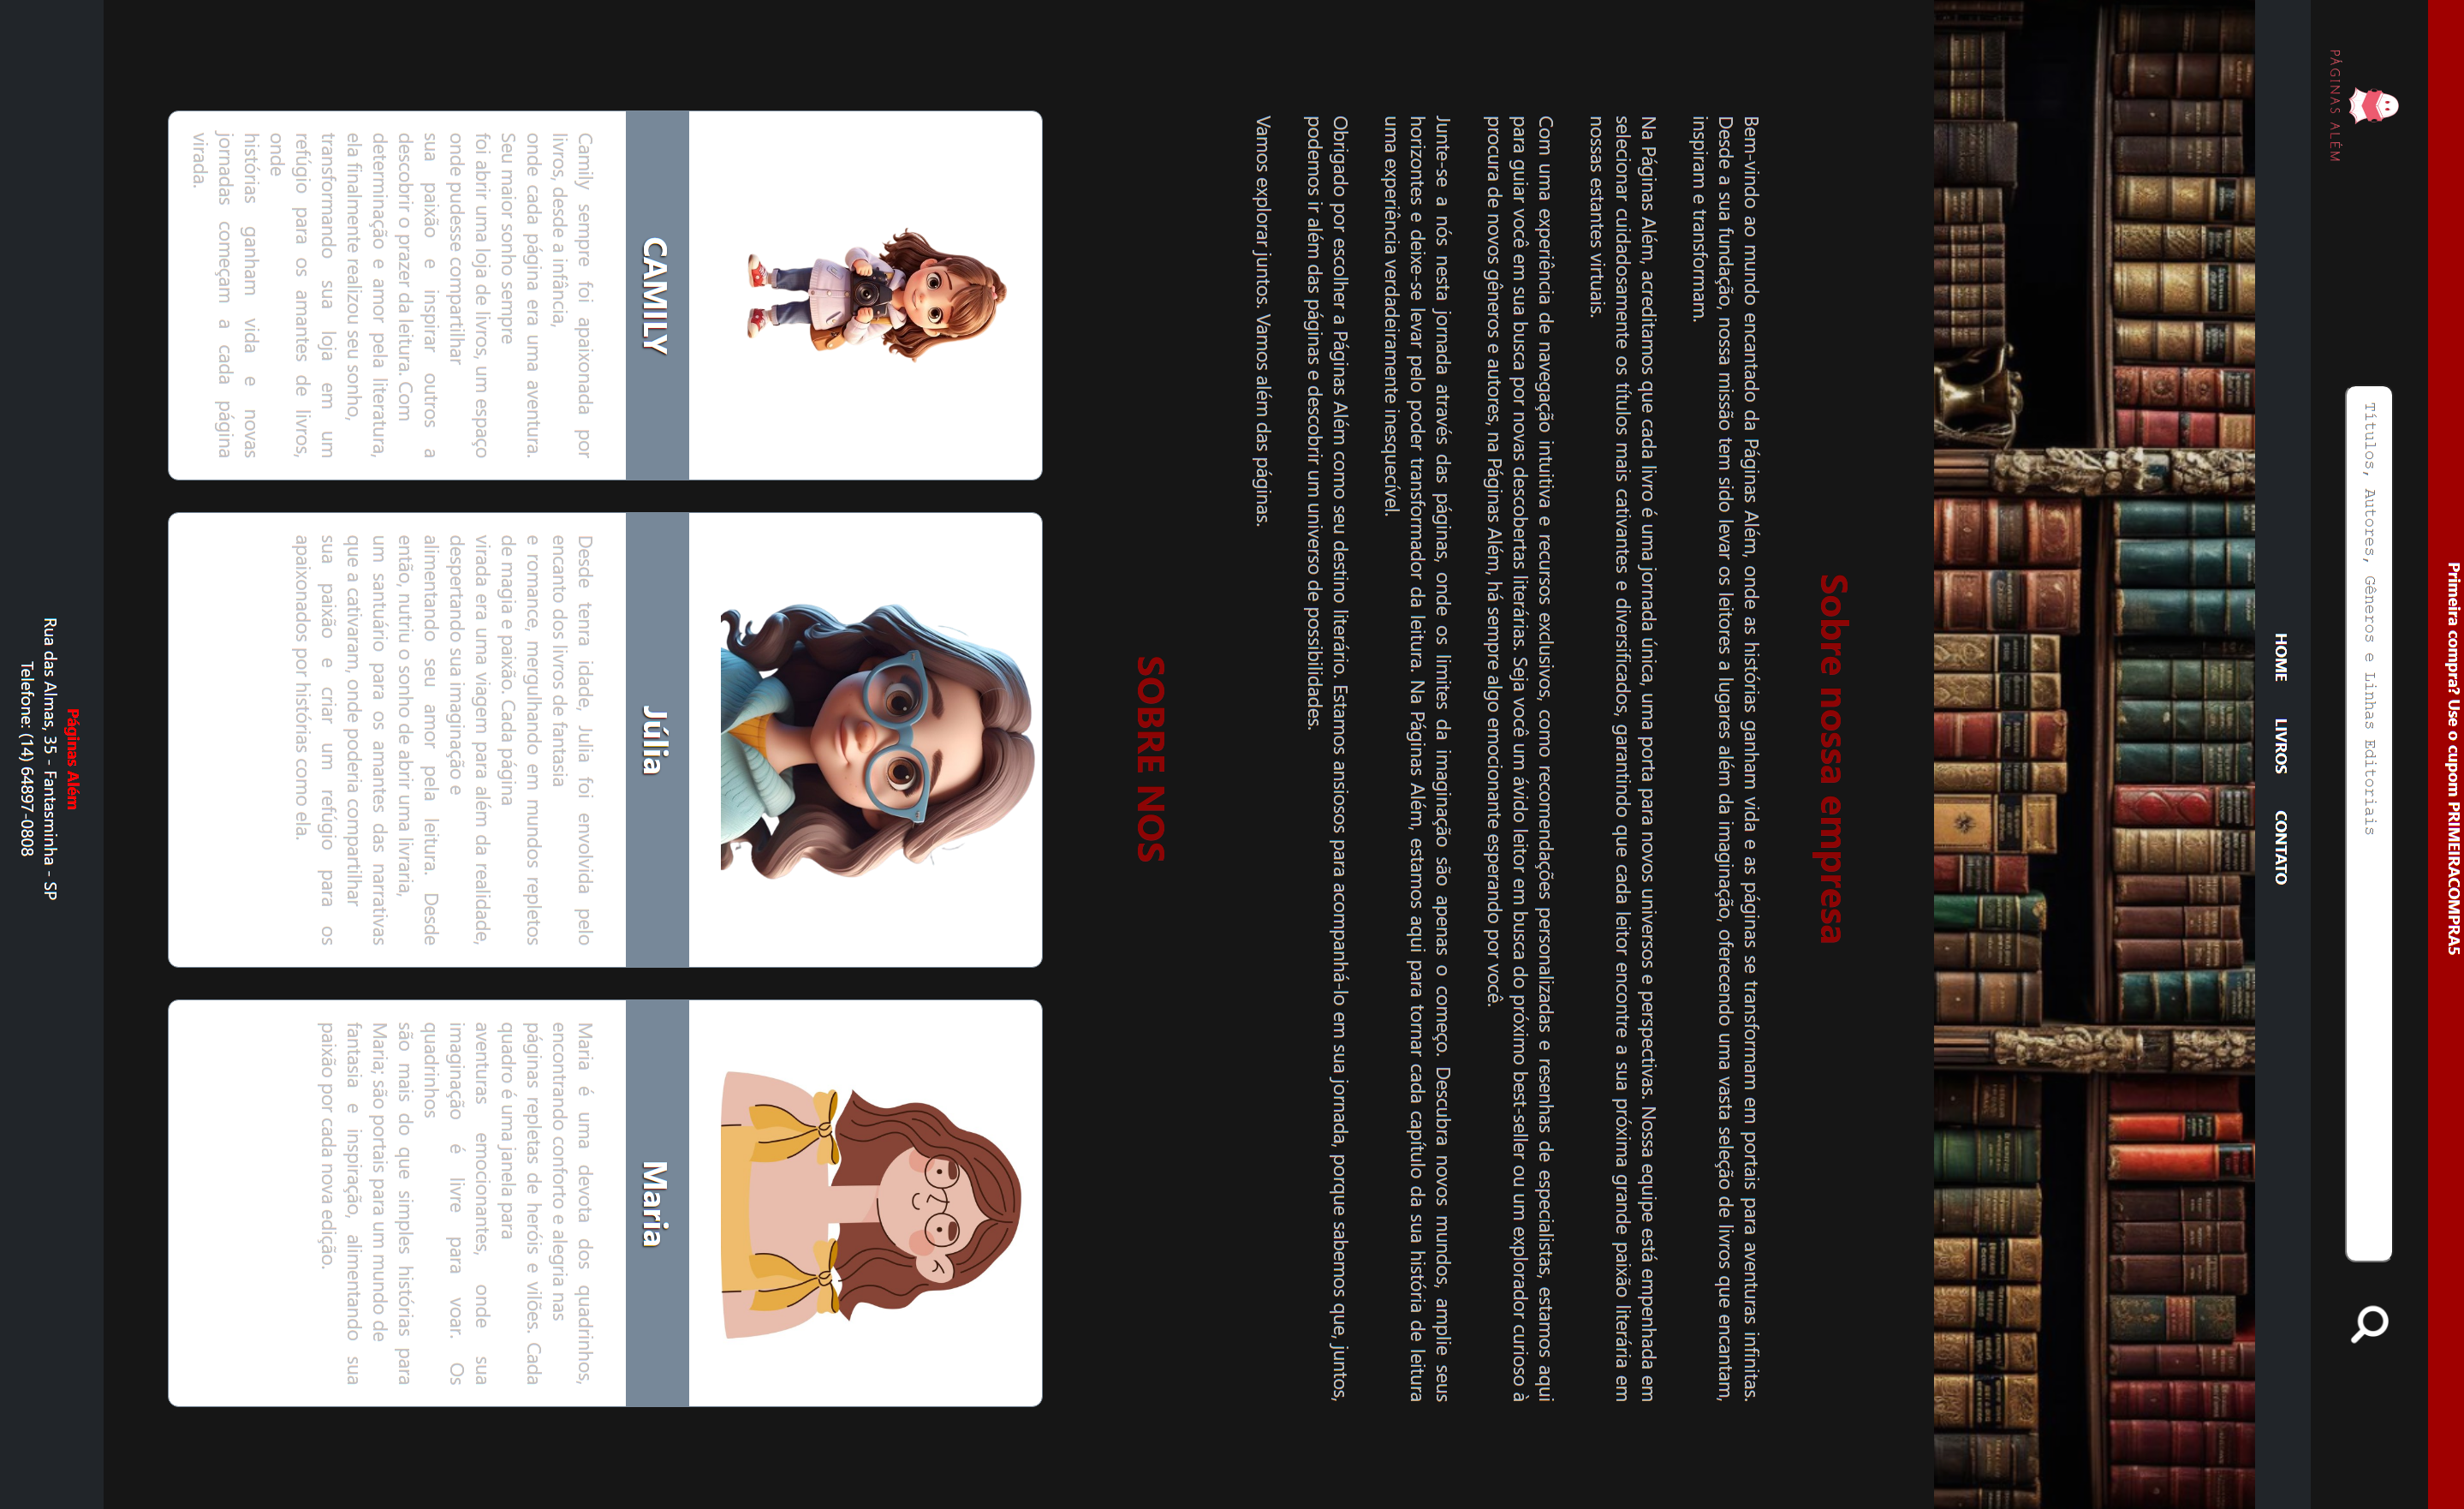 Primeira compra? Use o cupom PRIMEIRACOMPRA5
PÁGINAS ALÉM
Títulos, Autores, Gêneros e Linhas Editoriais
HOME LIVROS CONTATO
Sobre nossa empresa
Bem-vindo ao mundo encantado da Páginas Além, onde as histórias ganham vida e as páginas se transformam em portais para aventuras infinitas.
Desde a sua fundação, nossa missão tem sido levar os leitores a lugares além da imaginação, oferecendo uma vasta seleção de livros que encantam,
inspiram e transformam.
Na Páginas Além, acreditamos que cada livro é uma jornada única, uma porta para novos universos e perspectivas. Nossa equipe está empenhada em
selecionar cuidadosamente os títulos mais cativantes e diversificados, garantindo que cada leitor encontre a sua próxima grande paixão literária em
nossas estantes virtuais.
Com uma experiência de navegação intuitiva e recursos exclusivos, como recomendações personalizadas e resenhas de especialistas, estamos aqui
para guiar você em sua busca por novas descobertas literárias. Seja você um ávido leitor em busca do próximo best-seller ou um explorador curioso à
procura de novos gêneros e autores, na Páginas Além, há sempre algo emocionante esperando por você.
Junte-se a nós nesta jornada através das páginas, onde os limites da imaginação são apenas o começo. Descubra novos mundos, amplie seus
horizontes e deixe-se levar pelo poder transformador da leitura. Na Páginas Além, estamos aqui para tornar cada capítulo da sua história de leitura
uma experiência verdadeiramente inesquecível.
Obrigado por escolher a Páginas Além como seu destino literário. Estamos ansiosos para acompanhá-lo em sua jornada, porque sabemos que, juntos,
podemos ir além das páginas e descobrir um universo de possibilidades.
Vamos explorar juntos. Vamos além das páginas.
SOBRE NOS
CAMILY
Camily sempre foi apaixonada por
livros, desde a infância,
onde cada página era uma aventura.
Seu maior sonho sempre
foi abrir uma loja de livros, um espaço
onde pudesse compartilhar
sua paixão e inspirar outros a
descobrir o prazer da leitura. Com
determinação e amor pela literatura,
ela finalmente realizou seu sonho,
transformando sua loja em um
refúgio para os amantes de livros,
onde
histórias ganham vida e novas
jornadas começam a cada página
virada.
Júlia
Desde tenra idade, Julia foi envolvida pelo
encanto dos livros de fantasia
e romance, mergulhando em mundos repletos
de magia e paixão. Cada página
virada era uma viagem para além da realidade,
despertando sua imaginação e
alimentando seu amor pela leitura. Desde
então, nutriu o sonho de abrir uma livraria,
um santuário para os amantes das narrativas
que a cativaram, onde poderia compartilhar
sua paixão e criar um refúgio para os
apaixonados por histórias como ela.
Maria
Maria é uma devota dos quadrinhos,
encontrando conforto e alegria nas
páginas repletas de heróis e vilões. Cada
quadro é uma janela para
aventuras emocionantes, onde sua
imaginação é livre para voar. Os
quadrinhos
são mais do que simples histórias para
Maria; são portais para um mundo de
fantasia e inspiração, alimentando sua
paixão por cada nova edição.
Páginas Além
Rua das Almas, 35 - Fantasminha - SP
Telefone: (14) 64897-0808